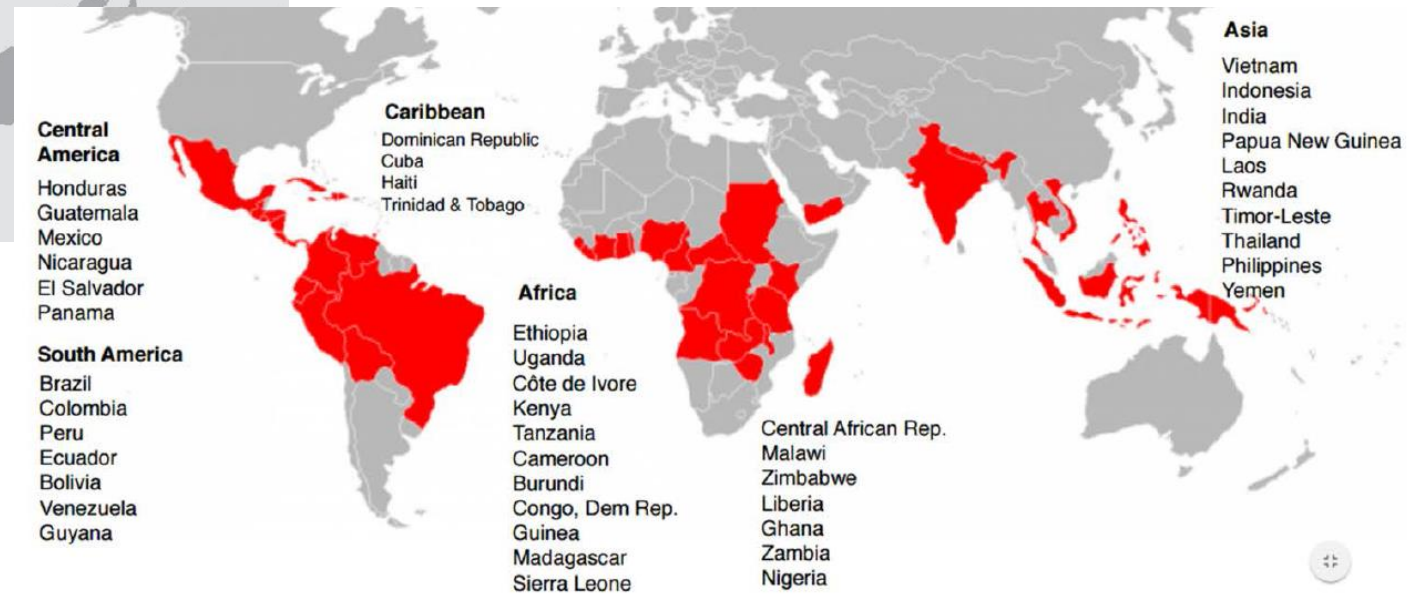 Central
America
Honduras
Guatemala
Mexico
Nicaragua
El Salvador
Panama
South America
Brazil
Colombia
Peru
Ecuador
Bolivia
Venezuela
Guyana
Caribbean
Dominican Republic
Cuba
Haiti
Trinidad & Tobago
Africa
Ethiopia
Uganda
Côte de Ivore
Kenya
Tanzania
Cameroon
Burundi
Congo, Dem Rep.
Guinea
Madagascar
Sierra Leone
Central African Rep.
Malawi
Zimbabwe
Liberia
Ghana
Zambia
Nigeria
Asia
Vietnam
Indonesia
India
Papua New Guinea
Laos
Rwanda
Timor-Leste
Thailand
Philippines
Yemen